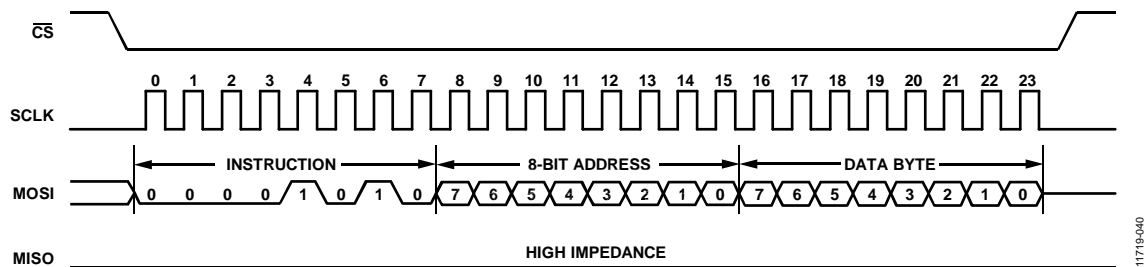 CS
0 1 2 3 4 5 6 7 8 9 10 11 12 13 14 15 16 17 18 19 20 21 22 23
SCLK
INSTRUCTION 8-BIT ADDRESS DATA BYTE
MOSI 0 0 0 0 1 0 1 0 7 6 5 4 3 2 1 0 7 6 5 4 3 2 1 0
MISO HIGH IMPEDANCE
11719-040